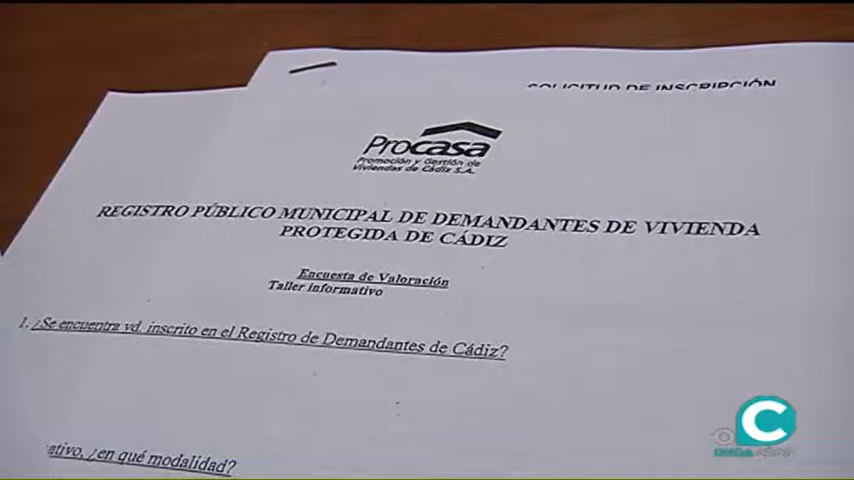 SOLICITUD DE INSCRIPCIÓN
Procasa
Promoción y Gestión de
Viviendas de Cádiz S.A.
REGISTRO PÚBLICO MUNICIPAL DE DEMANDANTES DE VIVIENDA
PROTEGIDA DE CÁDIZ
Encuesta de Valoración
Taller informativo
1. ¿Se encuentra vd. inscrito en el Registro de Demandantes de Cádiz?
ativo, ¿en qué modalidad?
C
ONDA CÁDIZ